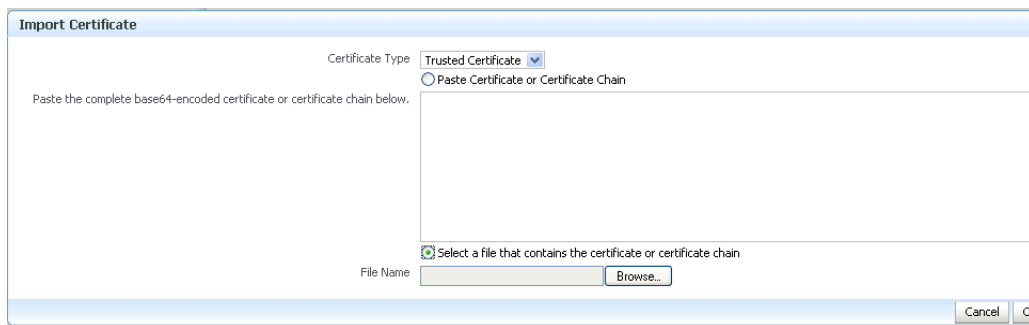 Import Certificate
Certificate Type Trusted Certificate
Paste Certificate or Certificate Chain
Paste the complete base64-encoded certificate or certificate chain below.
Select a file that contains the certificate or certificate chain
File Name Browse...
Cancel